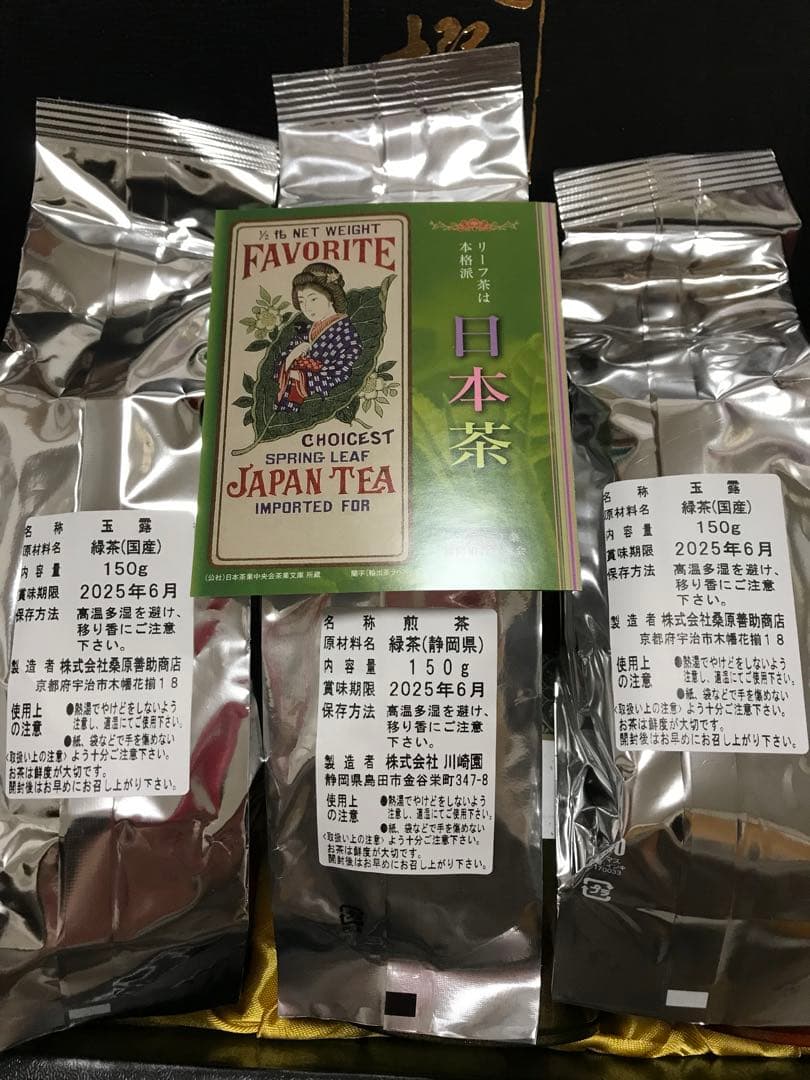 ½ lb NET WEIGHT
FAVORITE
CHOICEST
SPRING LEAF
JAPAN TEA
IMPORTED FOR
リーフ茶は
本格派
日本茶
(公社)日本茶業中央会茶業文庫 所蔵
名称 玉露
原材料名 緑茶(国産)
内容量 150g
賞味期限 2025年6月
保存方法 高温多湿を避け、
移り香にご注意
下さい。
製造者 株式会社桑原善助商店
京都府宇治市木幡花揃18
使用上の注意
●熱湯でやけどをしないよう
注意し、適温にてご使用下さい。
●紙、袋などで手を傷めない
<取扱い上の注意>よう十分ご注意下さい。
お茶は鮮度が大切です。
開封後はお早めにお召し上がり下さい。
名称 煎茶
原材料名 緑茶(静岡県)
内容量 150g
賞味期限 2025年6月
保存方法 高温多湿を避け、
移り香にご注意
下さい。
製造者 株式会社 川崎園
静岡県島田市金谷栄町347-8
使用上の注意
●熱湯でやけどをしないよう
注意し、適温にてご使用下さい。
●紙、袋などで手を傷めない
<取扱い上の注意>よう十分ご注意下さい。
お茶は鮮度が大切です。
開封後はお早めにお召し上がり下さい。
名称 玉露
原材料名 緑茶(国産)
内容量 150g
賞味期限 2025年6月
保存方法 高温多湿を避け、
移り香にご注意
下さい。
製造者 株式会社桑原善助商店
京都府宇治市木幡花揃18
使用上の注意
●熱湯でやけどをしないよう
注意し、適温にてご使用下さい。
●紙、袋などで手を傷めない
<取扱い上の注意>よう十分ご注意下さい。
お茶は鮮度が大切です。
開封後はお早めにお召し上がり下さい。
170033
プラ